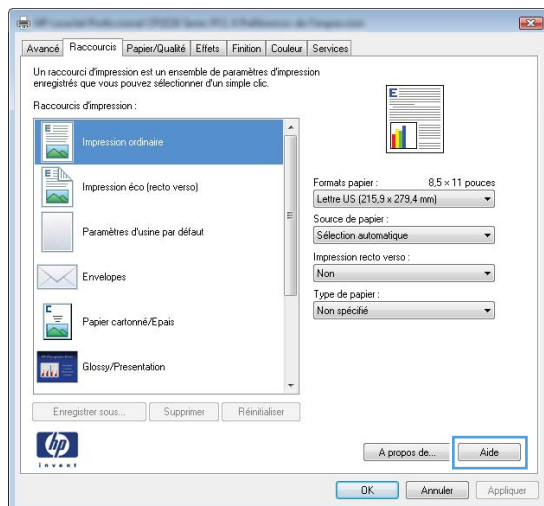 Avancé Raccourcis Papier/Qualité Effets Finition Couleur Services
Un raccourci d'impression est un ensemble de paramètres d'impression
enregistrés que vous pouvez sélectionner d'un simple clic.
Raccourcis d'impression :
Impression ordinaire
Impression éco (recto verso)
Paramètres d'usine par défaut
Envelopes
Papier cartonné/Epais
Glossy/Presentation
Enregistrer sous... Supprimer Réinitialiser
Formats papier : 8,5 × 11 pouces
Lettre US (215,9 x 279,4 mm)
Source de papier :
Sélection automatique
Impression recto verso :
Non
Type de papier :
Non spécifié
hp
invent
A propos de... Aide
OK Annuler Appliquer